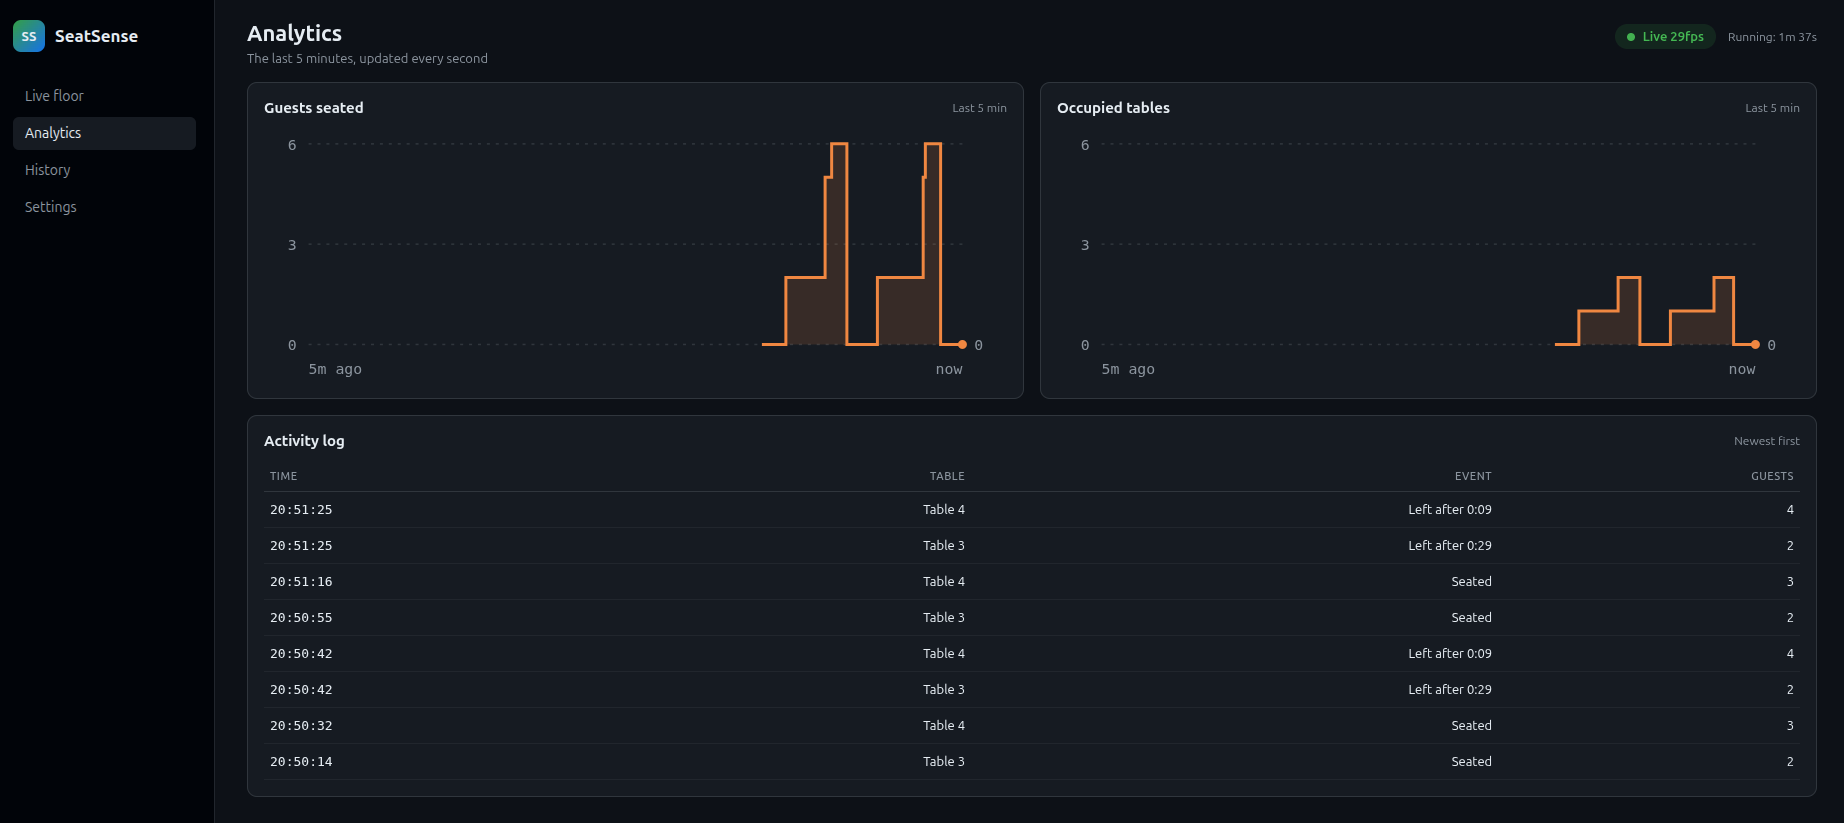 SS SeatSense
Live floor
Analytics
History
Settings
Analytics
The last 5 minutes, updated every second
Live 29fps Running: 1m 37s
Guests seated Last 5 min
6
3
0 0
5m ago now
Occupied tables Last 5 min
6
3
0 0
5m ago now
Activity log Newest first
TIME TABLE EVENT GUESTS
20:51:25 Table 4 Left after 0:09 4
20:51:25 Table 3 Left after 0:29 2
20:51:16 Table 4 Seated 3
20:50:55 Table 3 Seated 2
20:50:42 Table 4 Left after 0:09 4
20:50:42 Table 3 Left after 0:29 2
20:50:32 Table 4 Seated 3
20:50:14 Table 3 Seated 2